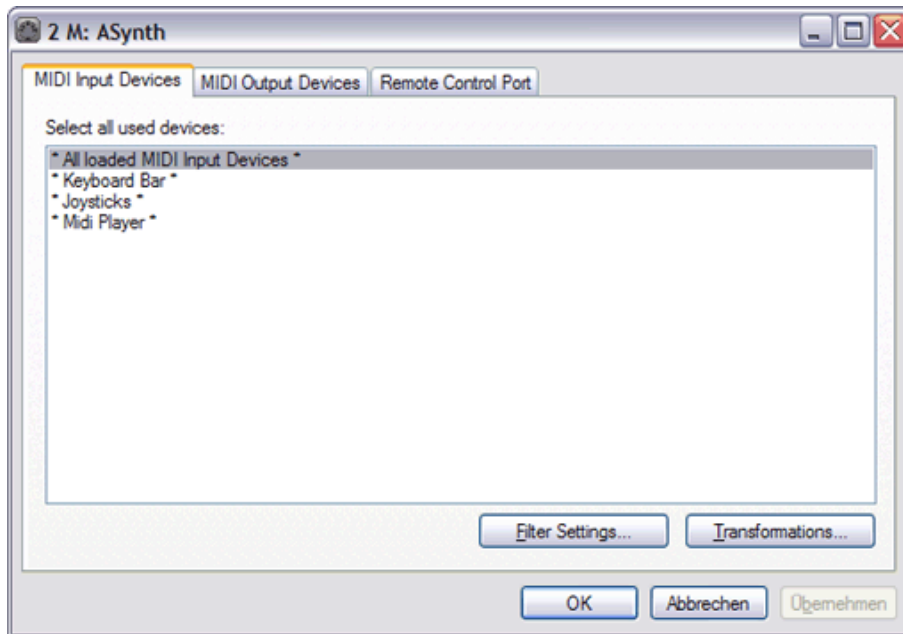 2 M: ASynth
MIDI Input Devices
MIDI Output Devices
Remote Control Port
Select all used devices:
* All loaded MIDI Input Devices *
* Keyboard Bar *
* Joysticks *
* Midi Player *
Filter Settings...
Transformations...
OK
Abbrechen
Übernehmen